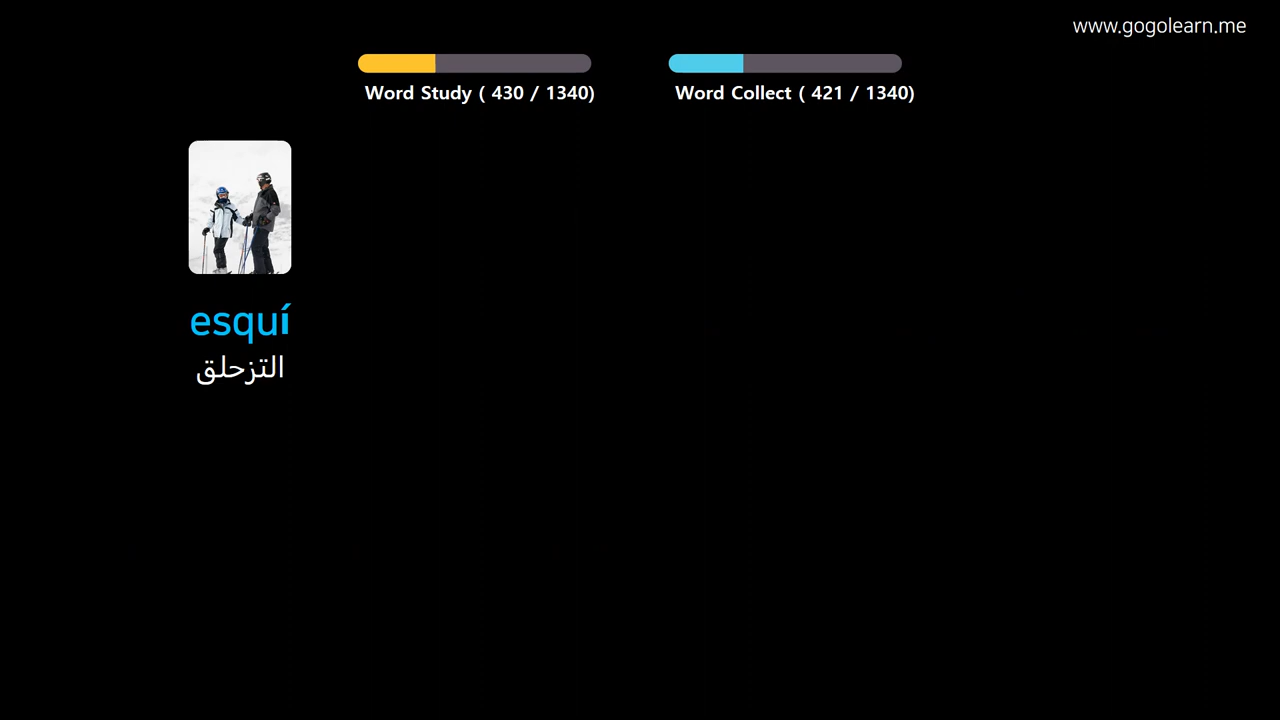 www.gogolearn.me
Word Study ( 430 / 1340)
Word Collect ( 421 / 1340)
esquí
التزحلق